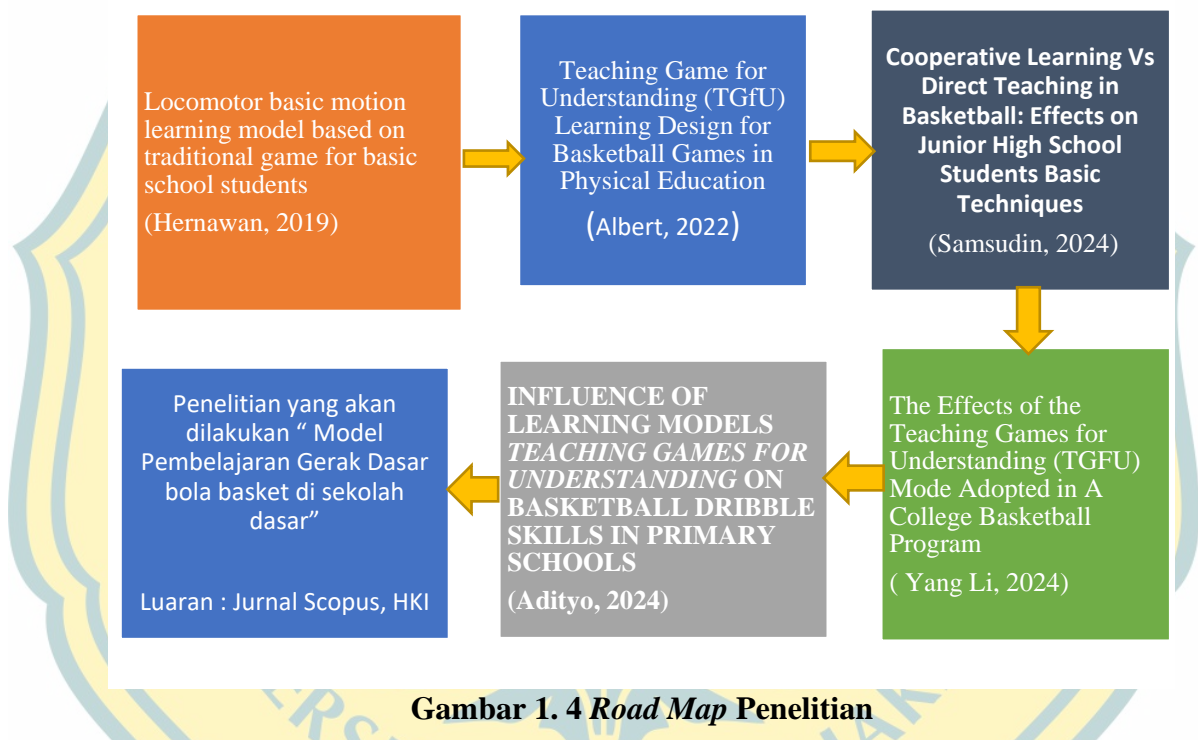 Locomotor basic motion
learning model based on
traditional game for basic
school students
(Hernawan, 2019)
Teaching Game for
Understanding (TGfU)
Learning Design for
Basketball Games in
Physical Education
(Albert, 2022)
Cooperative Learning Vs
Direct Teaching in
Basketball: Effects on
Junior High School
Students Basic
Techniques
(Samsudin, 2024)
The Effects of the
Teaching Games for
Understanding (TGFU)
Mode Adopted in A
College Basketball
Program
( Yang Li, 2024)
INFLUENCE OF
LEARNING MODELS
TEACHING GAMES FOR
UNDERSTANDING ON
BASKETBALL DRIBBLE
SKILLS IN PRIMARY
SCHOOLS
(Adityo, 2024)
Penelitian yang akan
dilakukan “ Model
Pembelajaran Gerak Dasar
bola basket di sekolah
dasar”
Luaran : Jurnal Scopus, HKI
Gambar 1. 4 Road Map Penelitian